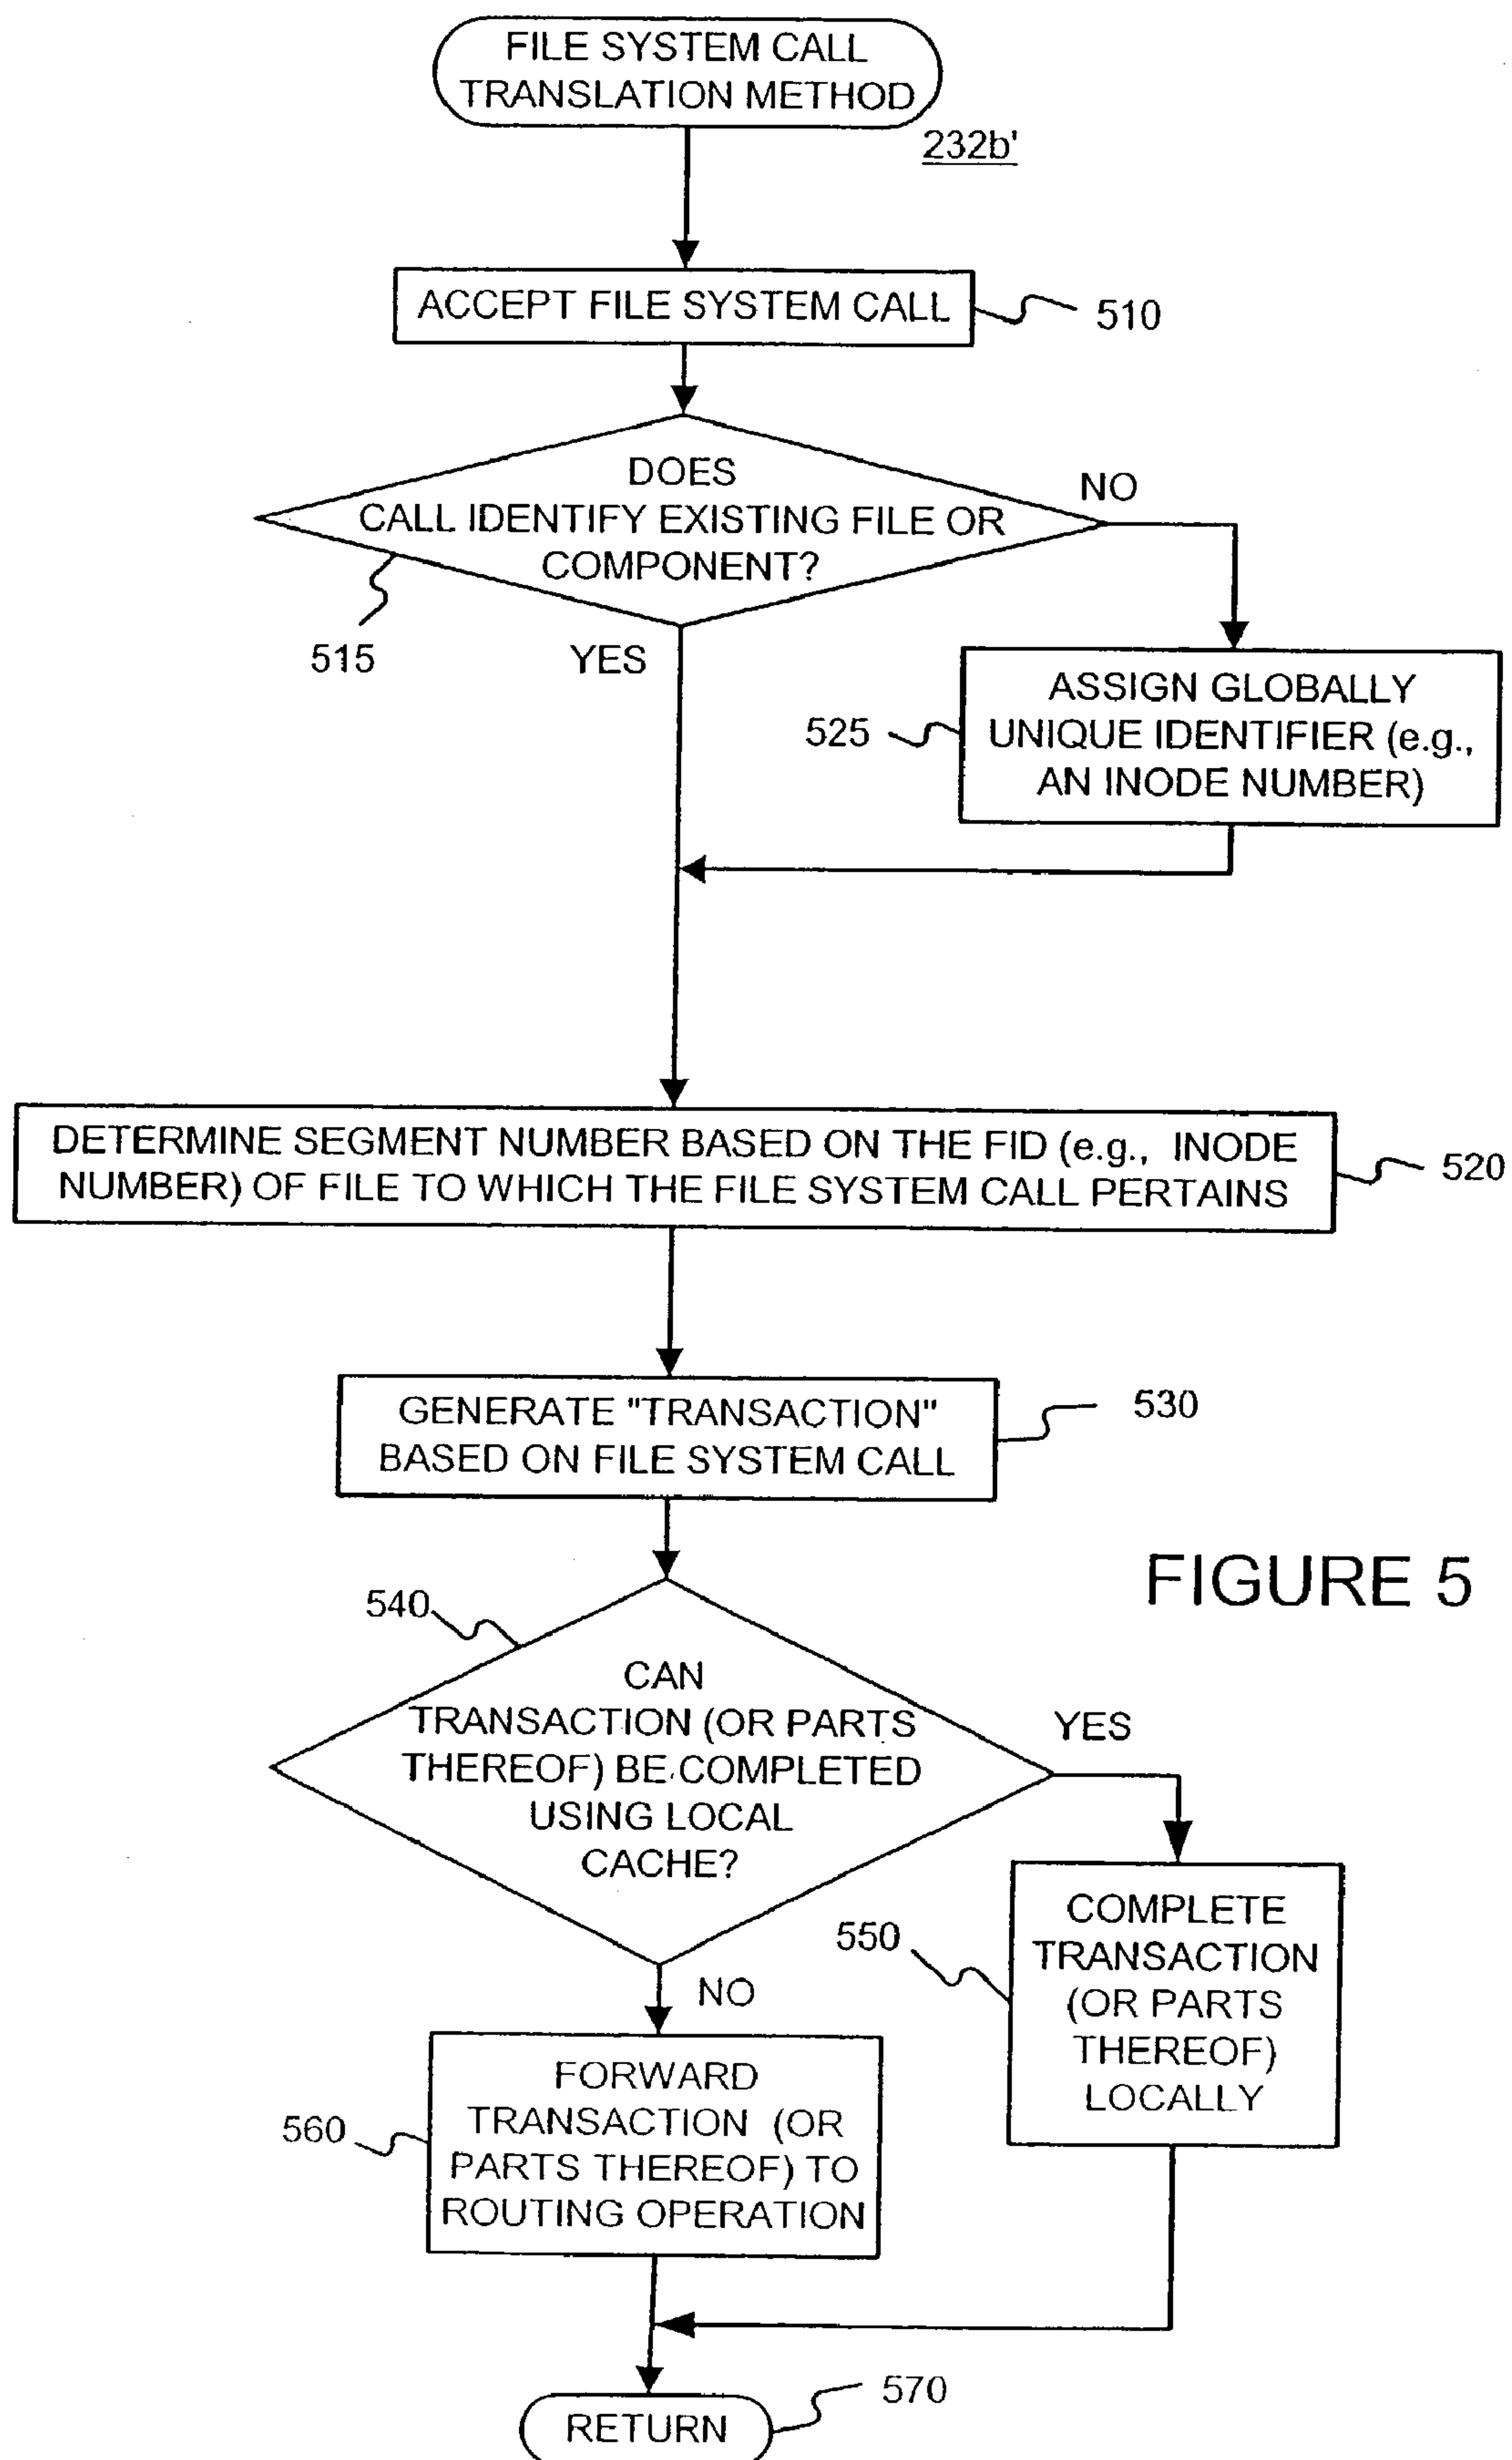 FILE SYSTEM CALL
TRANSLATION METHOD
232b'
ACCEPT FILE SYSTEM CALL
510
DOES
CALL IDENTIFY EXISTING FILE OR
COMPONENT?
NO
515
YES
ASSIGN GLOBALLY
UNIQUE IDENTIFIER (e.g.,
AN INODE NUMBER)
525
DETERMINE SEGMENT NUMBER BASED ON THE FID (e.g., INODE
NUMBER) OF FILE TO WHICH THE FILE SYSTEM CALL PERTAINS
520
GENERATE "TRANSACTION"
BASED ON FILE SYSTEM CALL
530
FIGURE 5
540
CAN
TRANSACTION (OR PARTS
THEREOF) BE COMPLETED
USING LOCAL
CACHE?
YES
550
COMPLETE
TRANSACTION
(OR PARTS
THEREOF)
LOCALLY
NO
560
FORWARD
TRANSACTION (OR
PARTS THEREOF) TO
ROUTING OPERATION
RETURN
570